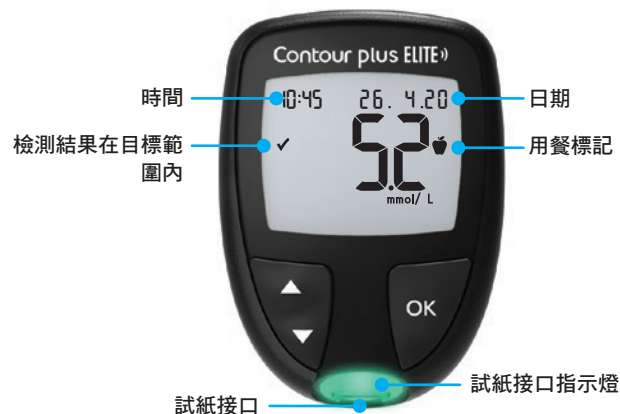 Contour plus ELITE
時間
10:45
26. 4.20
日期
檢測結果在目標範
圍內
✓
5.2
用餐標記
mmol/ L
OK
試紙接口指示燈
試紙接口